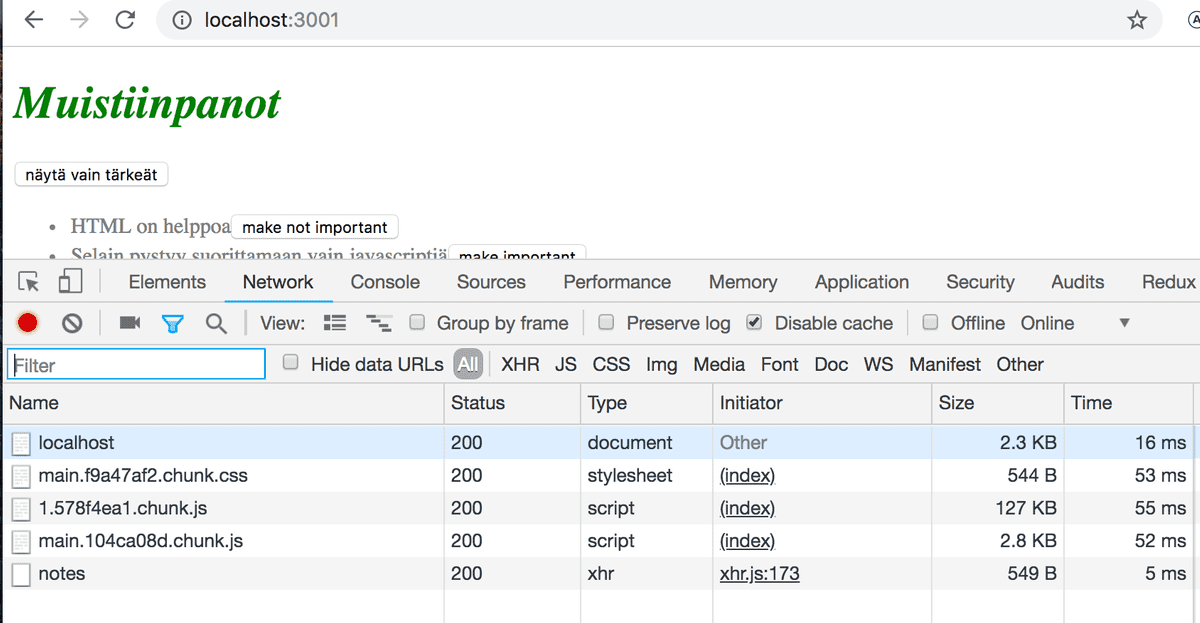 localhost:3001
Muistiinpanot
näytä vain tärkeät
HTML on helppoa make not important
Selain pystyy suorittamaan vain javascriptiä make important
Elements Network Console Sources Performance Memory Application Security Audits Redux
View: Group by frame Preserve log Disable cache Offline Online
Filter Hide data URLs All XHR JS CSS Img Media Font Doc WS Manifest Other
Name Status Type Initiator Size Time
localhost 200 document Other 2.3 KB 16 ms
main.f9a47af2.chunk.css 200 stylesheet (index) 544 B 53 ms
1.578f4ea1.chunk.js 200 script (index) 127 KB 55 ms
main.104ca08d.chunk.js 200 script (index) 2.8 KB 52 ms
notes 200 xhr xhr.js:173 549 B 5 ms